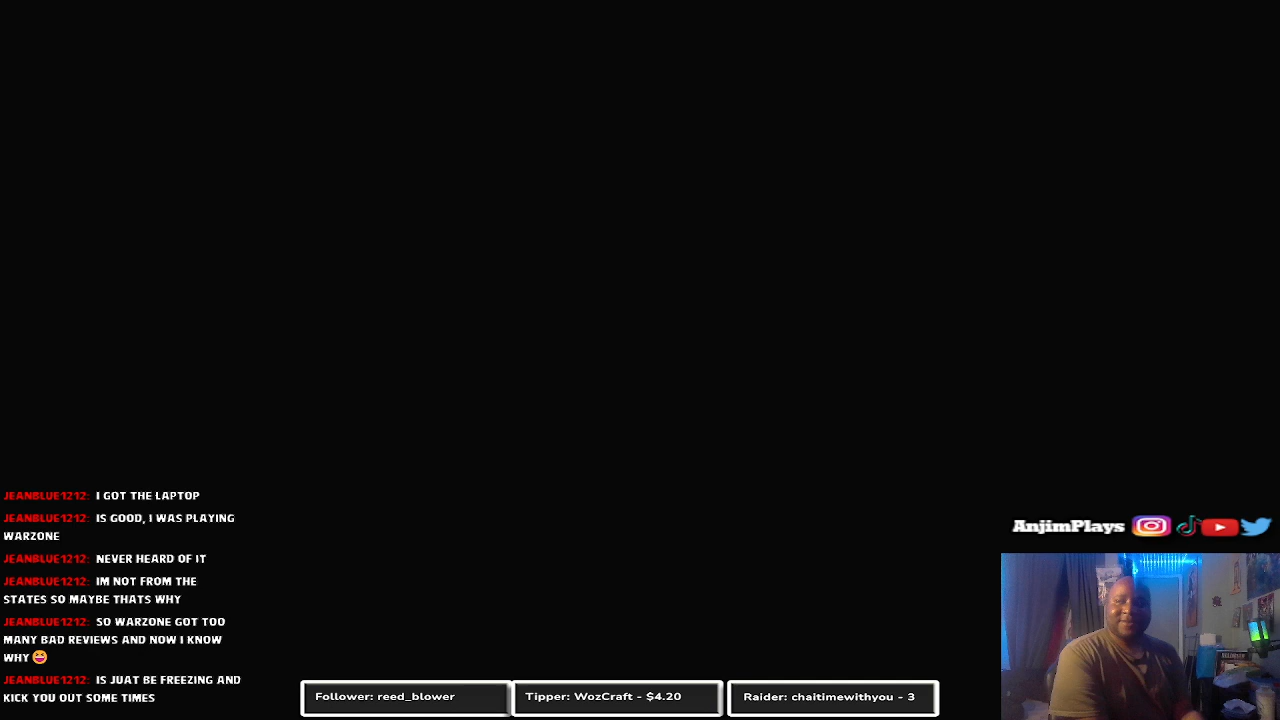 JEANBLUE1212: I GOT THE LAPTOP
JEANBLUE1212: IS GOOD, I WAS PLAYING
WARZONE
JEANBLUE1212: NEVER HEARD OF IT
JEANBLUE1212: IM NOT FROM THE
STATES SO MAYBE THATS WHY
JEANBLUE1212: SO WARZONE GOT TOO
MANY BAD REVIEWS AND NOW I KNOW
WHY 😆
JEANBLUE1212: IS JUAT BE FREEZING AND
KICK YOU OUT SOME TIMES
AnjimPlays
Follower: reed_blower
Tipper: WozCraft - $4.20
Raider: chaitimewithyou - 3